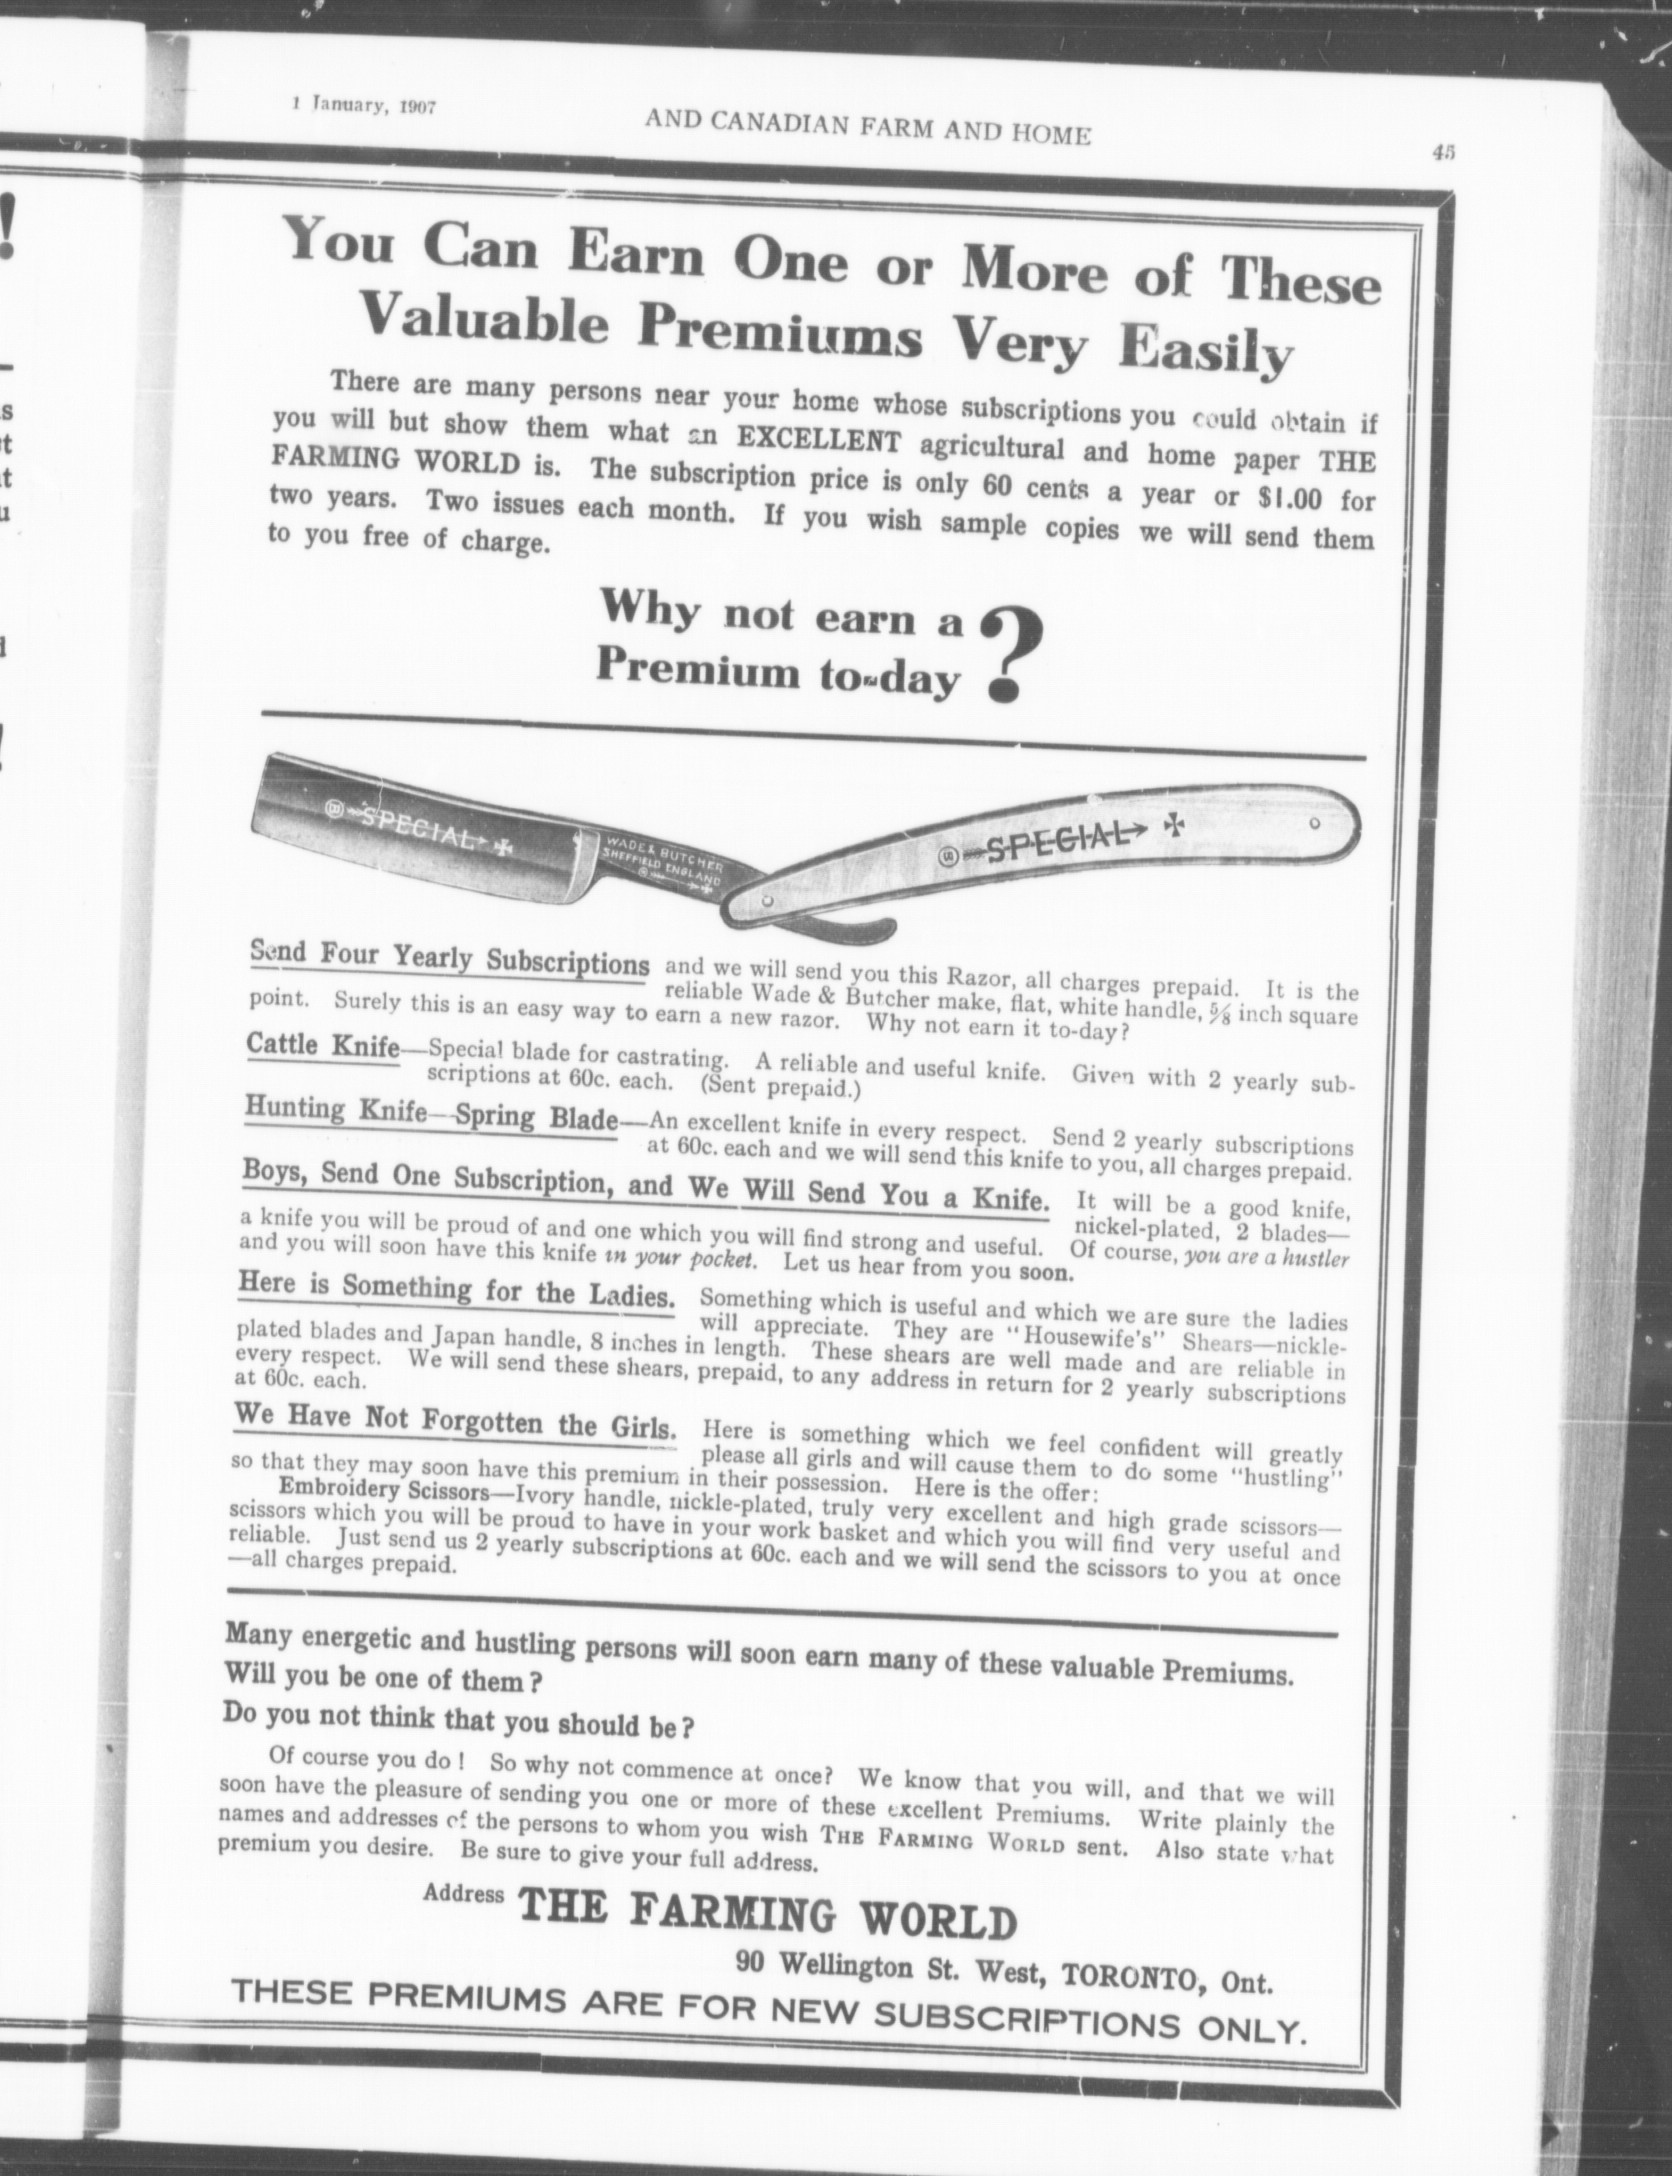 1 January, 1907
AND CANADIAN FARM AND HOME
45
You Can Earn One or More of These
Valuable Premiums Very Easily
There are many persons near your home whose subscriptions you could obtain if
you will but show them what an EXCELLENT agricultural and home paper THE
FARMING WORLD is. The subscription price is only 60 cents a year or $1.00 for
two years. Two issues each month. If you wish sample copies we will send them
to you free of charge.
Why not earn a
Premium to-day ?
SPECIAL
WADE & BUTCHER
SHEFFIELD ENGLAND
SPECIAL
Send Four Yearly Subscriptions and we will send you this Razor, all charges prepaid. It is the
reliable Wade & Butcher make, flat, white handle, ⅝ inch square
point. Surely this is an easy way to earn a new razor. Why not earn it to-day?
Cattle Knife—Special blade for castrating. A reliable and useful knife. Given with 2 yearly sub-
scriptions at 60c. each. (Sent prepaid.)
Hunting Knife—Spring Blade—An excellent knife in every respect. Send 2 yearly subscriptions
at 60c. each and we will send this knife to you, all charges prepaid.
Boys, Send One Subscription, and We Will Send You a Knife. It will be a good knife,
nickel-plated, 2 blades—
a knife you will be proud of and one which you will find strong and useful. Of course, you are a hustler
and you will soon have this knife in your pocket. Let us hear from you soon.
Here is Something for the Ladies. Something which is useful and which we are sure the ladies
will appreciate. They are "Housewife's" Shears—nickle-
plated blades and Japan handle, 8 inches in length. These shears are well made and are reliable in
every respect. We will send these shears, prepaid, to any address in return for 2 yearly subscriptions
at 60c. each.
We Have Not Forgotten the Girls. Here is something which we feel confident will greatly
please all girls and will cause them to do some "hustling"
so that they may soon have this premium in their possession. Here is the offer:
Embroidery Scissors—Ivory handle, nickle-plated, truly very excellent and high grade scissors—
scissors which you will be proud to have in your work basket and which you will find very useful and
reliable. Just send us 2 yearly subscriptions at 60c. each and we will send the scissors to you at once
—all charges prepaid.
Many energetic and hustling persons will soon earn many of these valuable Premiums.
Will you be one of them?
Do you not think that you should be?
Of course you do! So why not commence at once? We know that you will, and that we will
soon have the pleasure of sending you one or more of these excellent Premiums. Write plainly the
names and addresses of the persons to whom you wish THE FARMING WORLD sent. Also state what
premium you desire. Be sure to give your full address.
Address THE FARMING WORLD
90 Wellington St. West, TORONTO, Ont.
THESE PREMIUMS ARE FOR NEW SUBSCRIPTIONS ONLY.